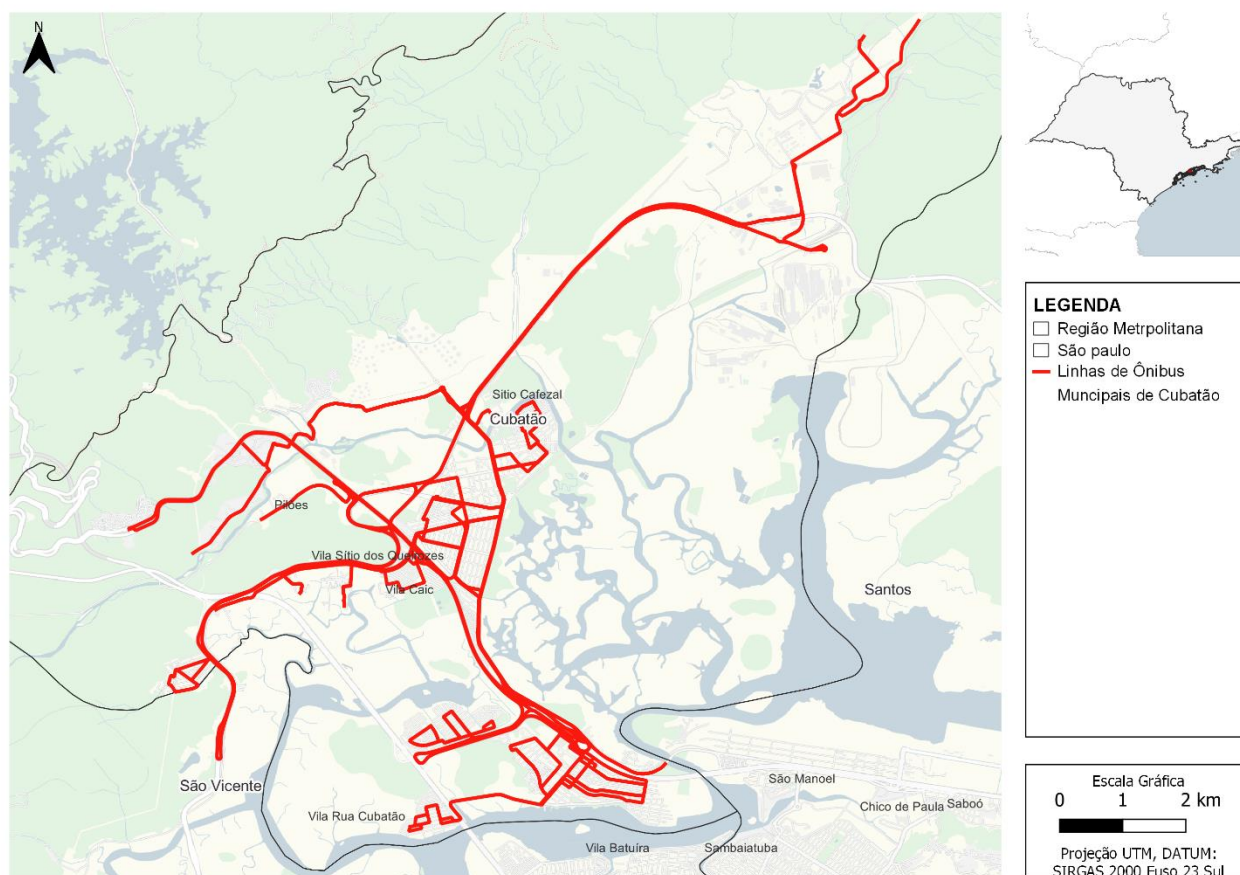 N
Sitio Cafezal
Cubatão
Pilões
Vila Sítio dos Queirozes
Vila Caic
Santos
São Vicente
São Manoel
Chico de Paula
Saboó
Vila Rua Cubatão
Vila Batuíra
Sambaiatuba
LEGENDA
Região Metrpolitana
São paulo
Linhas de Ônibus
Muncipais de Cubatão
Escala Gráfica
0 1 2 km
Projeção UTM, DATUM:
SIRGAS 2000 Fuso 23 Sul